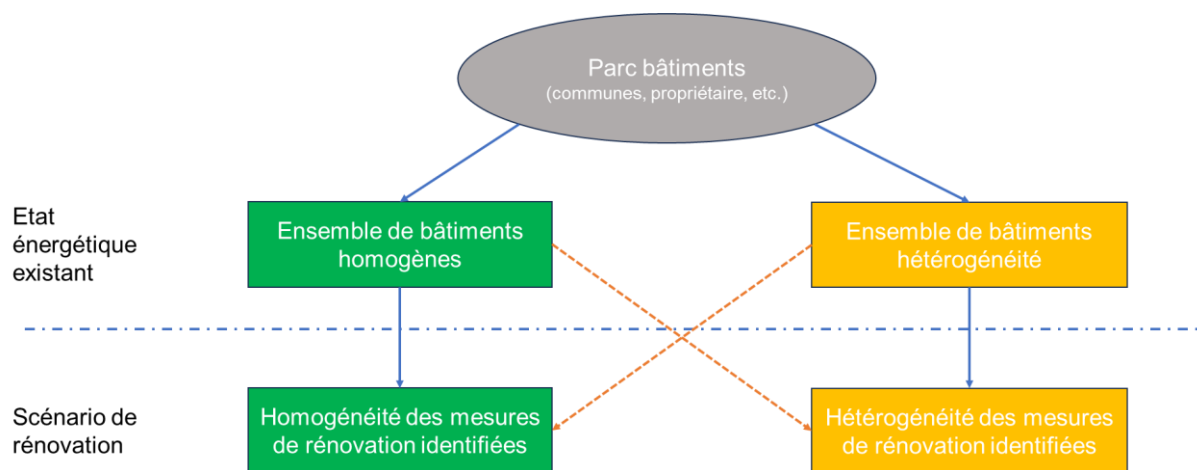 Parc bâtiments
(communes, propriétaire, etc.)
Etat
énergétique
existant
Ensemble de bâtiments
homogènes
Ensemble de bâtiments
hétérogénéité
Scénario de
rénovation
Homogénéité des mesures
de rénovation identifiées
Hétérogénéité des mesures
de rénovation identifiées